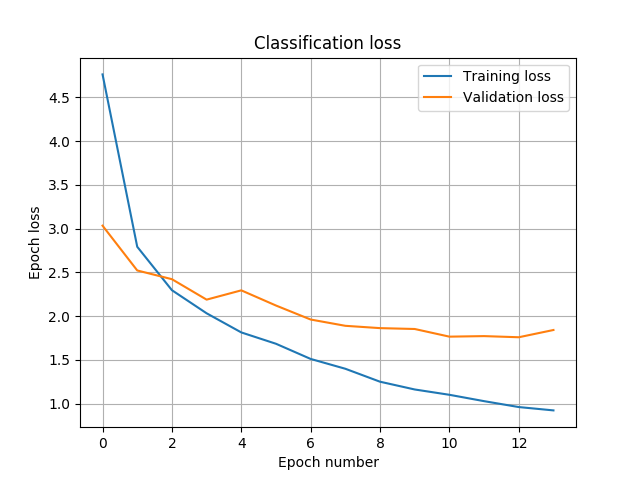 Classification loss
Training loss
Validation loss
Epoch loss
4.5
4.0
3.5
3.0
2.5
2.0
1.5
1.0
0 2 4 6 8 10 12
Epoch number